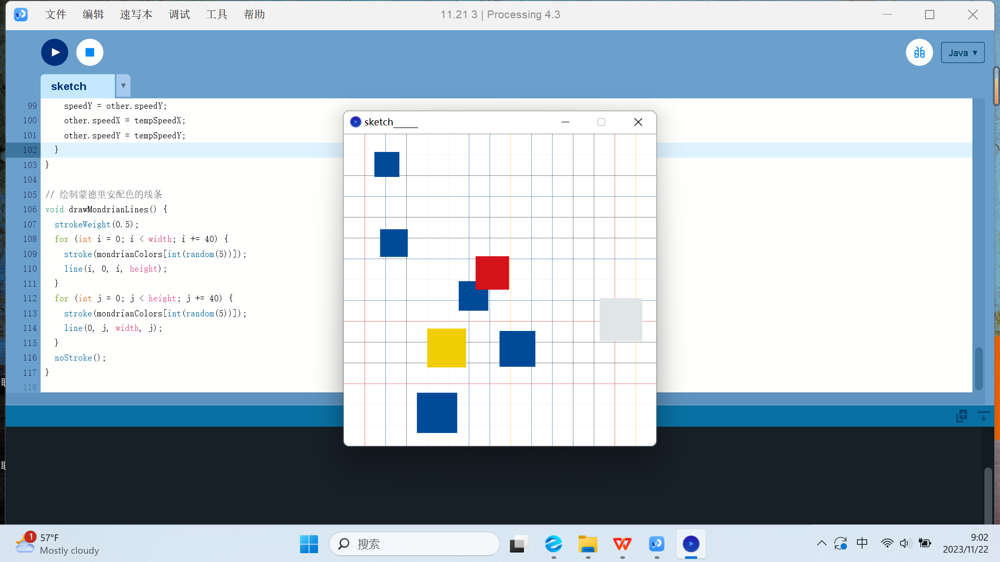 文件 编辑 速写本 调试 工具 帮助
11.21 3 | Processing 4.3
Java ▼
sketch ▼
99 speedY = other.speedY;
100 other.speedX = tempSpeedX;
101 other.speedY = tempSpeedY;
102 }
103 }
104
105 // 绘制蒙德里安配色的线条
106 void drawMondrianLines() {
107 strokeWeight(0.5);
108 for (int i = 0; i < width; i += 40) {
109 stroke(mondrianColors[int(random(5))]);
110 line(i, 0, i, height);
111 }
112 for (int j = 0; j < height; j += 40) {
113 stroke(mondrianColors[int(random(5))]);
114 line(0, j, width, j);
115 }
116 noStroke();
117 }
118
sketch_____
1
57°F
Mostly cloudy
搜索
中
9:02
2023/11/22